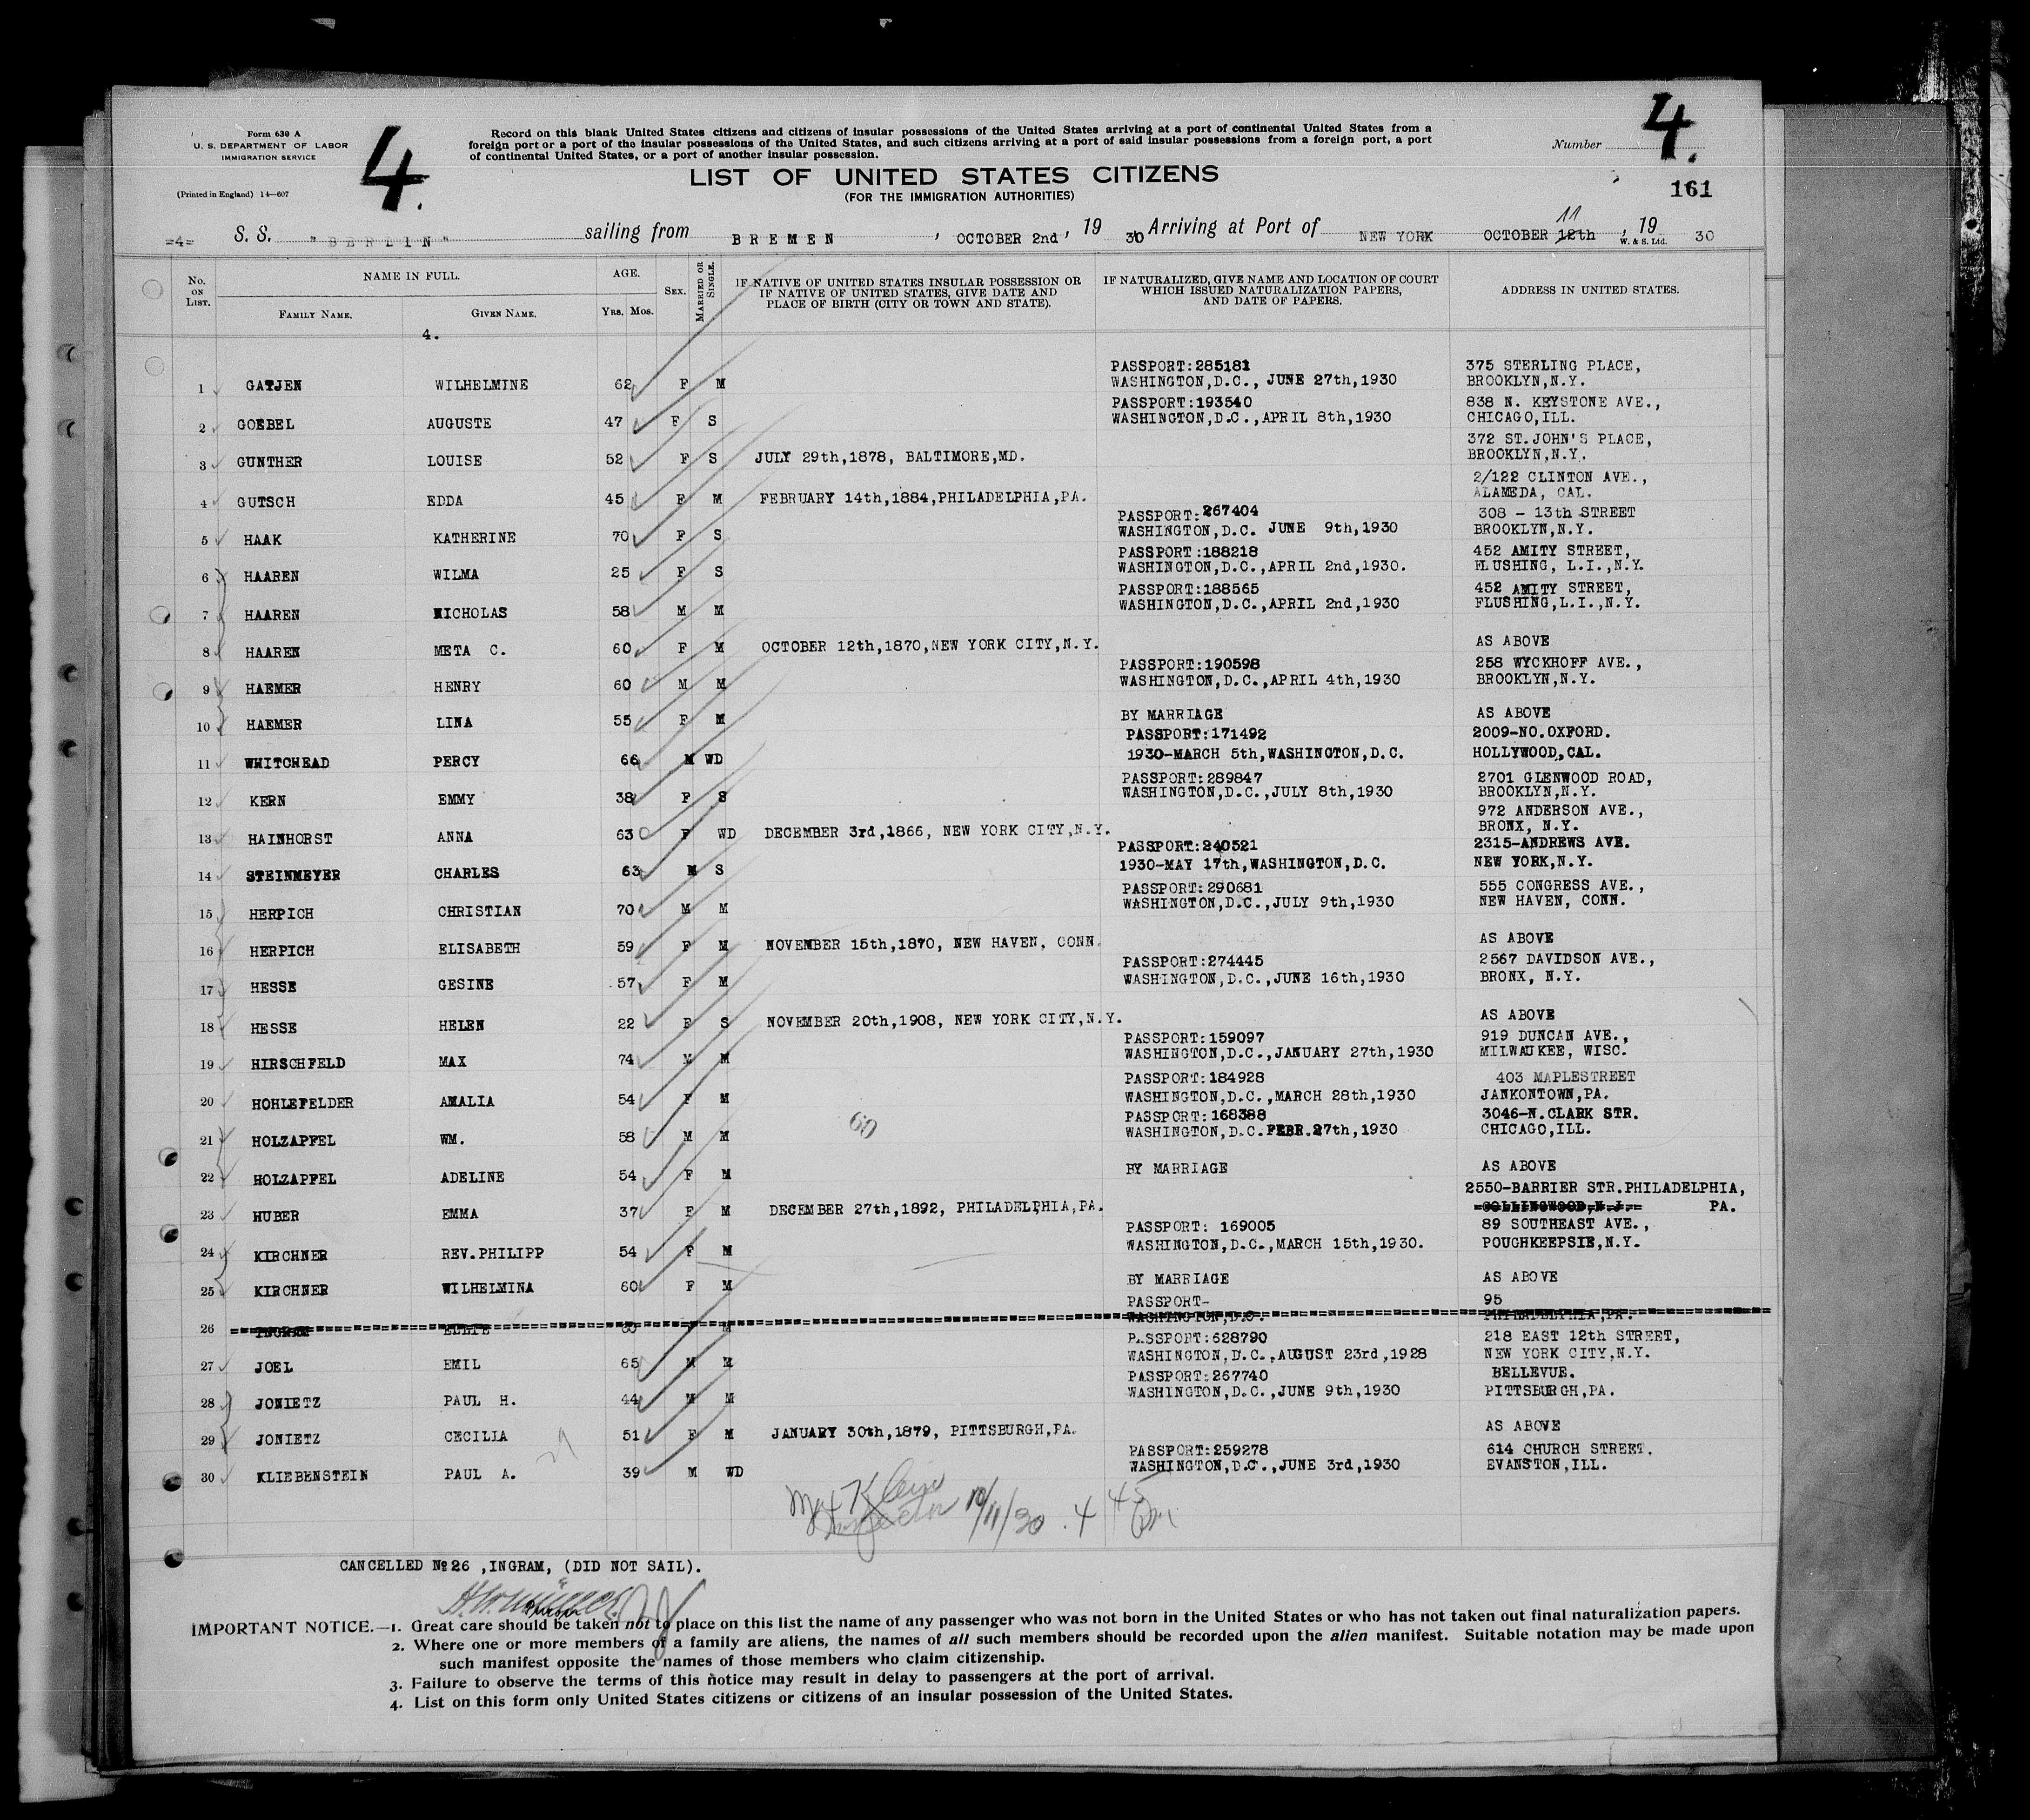 Form 630 A
U. S. DEPARTMENT OF LABOR
IMMIGRATION SERVICE
(Printed in England) 14—607
4.
Record on this blank United States citizens and citizens of insular possessions of the United States arriving at a port of continental United States from a
foreign port or a port of the insular possessions of the United States, and such citizens arriving at a port of said insular possessions from a foreign port, a port
of continental United States, or a port of another insular possession.
Number 4.
LIST OF UNITED STATES CITIZENS
(FOR THE IMMIGRATION AUTHORITIES)
161
=4= S. S. "BERLIN" sailing from BREMEN, OCTOBER 2nd, 19 30 Arriving at Port of NEW YORK OCTOBER 12th 11, 19 30
W. & S. Ltd.
No. ON LIST. NAME IN FULL. FAMILY NAME. GIVEN NAME. AGE. Yrs. Mos. SEX. MARRIED OR SINGLE. IF NATIVE OF UNITED STATES INSULAR POSSESSION OR IF NATIVE OF UNITED STATES, GIVE DATE AND PLACE OF BIRTH (CITY OR TOWN AND STATE). IF NATURALIZED, GIVE NAME AND LOCATION OF COURT WHICH ISSUED NATURALIZATION PAPERS, AND DATE OF PAPERS. ADDRESS IN UNITED STATES.
4.
1 GATJEN WILHELMINE 62 F M PASSPORT:285181 WASHINGTON,D.C., JUNE 27th,1930 375 STERLING PLACE, BROOKLYN,N.Y.
2 GOEBEL AUGUSTE 47 F S PASSPORT:193540 WASHINGTON,D.C.,APRIL 8th,1930 838 N. KEYSTONE AVE., CHICAGO,ILL.
3 GUNTHER LOUISE 52 F S JULY 29th,1878, BALTIMORE,MD. 372 ST.JOHN'S PLACE, BROOKLYN,N.Y.
4 GUTSCH EDDA 45 F M FEBRUARY 14th,1884,PHILADELPHIA,PA. 2/122 CLINTON AVE., ALAMEDA, CAL.
5 HAAK KATHERINE 70 F S PASSPORT:267404 WASHINGTON,D.C. JUNE 9th,1930 308 - 13th STREET BROOKLYN,N.Y.
6 HAAREN WILMA 25 F S PASSPORT:188218 WASHINGTON,D.C.,APRIL 2nd,1930. 452 AMITY STREET, FLUSHING, L.I.,N.Y.
7 HAAREN NICHOLAS 58 M M PASSPORT:188565 WASHINGTON,D.C.,APRIL 2nd,1930 452 AMITY STREET, FLUSHING,L.I.,N.Y.
8 HAAREN META C. 60 F M OCTOBER 12th,1870,NEW YORK CITY,N.Y. AS ABOVE
9 HAEMER HENRY 60 M M PASSPORT:190598 WASHINGTON,D.C.,APRIL 4th,1930 258 WYCKHOFF AVE., BROOKLYN,N.Y.
10 HAEMER LINA 55 F M BY MARRIAGE AS ABOVE
11 WHITCHEAD PERCY 66 M WD PASSPORT:171492 1930-MARCH 5th,WASHINGTON,D.C. 2009-NO.OXFORD. HOLLYWOOD,CAL.
12 KERN EMMY 38 F S PASSPORT:289847 WASHINGTON,D.C.,JULY 8th,1930 2701 GLENWOOD ROAD, BROOKLYN,N.Y.
13 HAINHORST ANNA 63 F WD DECEMBER 3rd,1866, NEW YORK CITY,N.Y. 972 ANDERSON AVE., BRONX, N.Y.
14 STEINMEYER CHARLES 63 M S PASSPORT:240521 1930-MAY 17th,WASHINGTON,D.C. 2315-ANDREWS AVE. NEW YORK,N.Y.
15 HERPICH CHRISTIAN 70 M M PASSPORT:290681 WASHINGTON,D.C.,JULY 9th,1930 555 CONGRESS AVE., NEW HAVEN, CONN.
16 HERPICH ELISABETH 59 F M NOVEMBER 15th,1870, NEW HAVEN, CONN. AS ABOVE
17 HESSE GESINE 57 F M PASSPORT:274445 WASHINGTON,D.C.,JUNE 16th,1930 2567 DAVIDSON AVE., BRONX, N.Y.
18 HESSE HELEN 22 F S NOVEMBER 20th,1908, NEW YORK CITY,N.Y. AS ABOVE
19 HIRSCHFELD MAX 74 M M PASSPORT:159097 WASHINGTON,D.C.,JANUARY 27th,1930 919 DUNCAN AVE., MILWAUKEE, WISC.
20 HOHLEFELDER AMALIA 54 F M PASSPORT:184928 WASHINGTON,D.C.,MARCH 28th,1930 403 MAPLESTREET JANKONTOWN,PA.
21 HOLZAPFEL WM. 58 M M 60 PASSPORT:168388 WASHINGTON,D.C.FEBR.27th,1930 3046-N.CLARK STR. CHICAGO,ILL.
22 HOLZAPFEL ADELINE 54 F M BY MARRIAGE AS ABOVE
23 HUBER EMMA 37 F M DECEMBER 27th,1892, PHILADELPHIA,PA. 2550-BARRIER STR.PHILADELPHIA, COLLINGWOOD,N.J. PA.
24 KIRCHNER REV.PHILIPP 54 F M PASSPORT: 169005 WASHINGTON,D.C.,MARCH 15th,1930. 89 SOUTHEAST AVE., POUGHKEEPSIE,N.Y.
25 KIRCHNER WILHELMINA 60 F M BY MARRIAGE AS ABOVE
26 INGRAM M PASSPORT- WASHINGTON,D.C. 95 PHILADELPHIA,PA.
27 JOEL EMIL 65 M M PASSPORT:628790 WASHINGTON,D.C.,AUGUST 23rd,1928 218 EAST 12th STREET, NEW YORK CITY,N.Y.
28 JONIETZ PAUL H. 44 M M PASSPORT:267740 WASHINGTON,D.C.,JUNE 9th,1930 BELLEVUE. PITTSBURGH,PA.
29 JONIETZ CECILIA 51 F M JANUARY 30th,1879, PITTSBURGH,PA. AS ABOVE
30 KLIEBENSTEIN PAUL A. 39 M WD PASSPORT:259278 WASHINGTON,D.C.,JUNE 3rd,1930 614 CHURCH STREET. EVANSTON,ILL.
29
Klein 10/11/30. 4 45 PM
Inspector
CANCELLED No 26 ,INGRAM, (DID NOT SAIL).
Purser
IMPORTANT NOTICE.—1. Great care should be taken not to place on this list the name of any passenger who was not born in the United States or who has not taken out final naturalization papers.
2. Where one or more members of a family are aliens, the names of all such members should be recorded upon the alien manifest. Suitable notation may be made upon
such manifest opposite the names of those members who claim citizenship.
3. Failure to observe the terms of this notice may result in delay to passengers at the port of arrival.
4. List on this form only United States citizens or citizens of an insular possession of the United States.